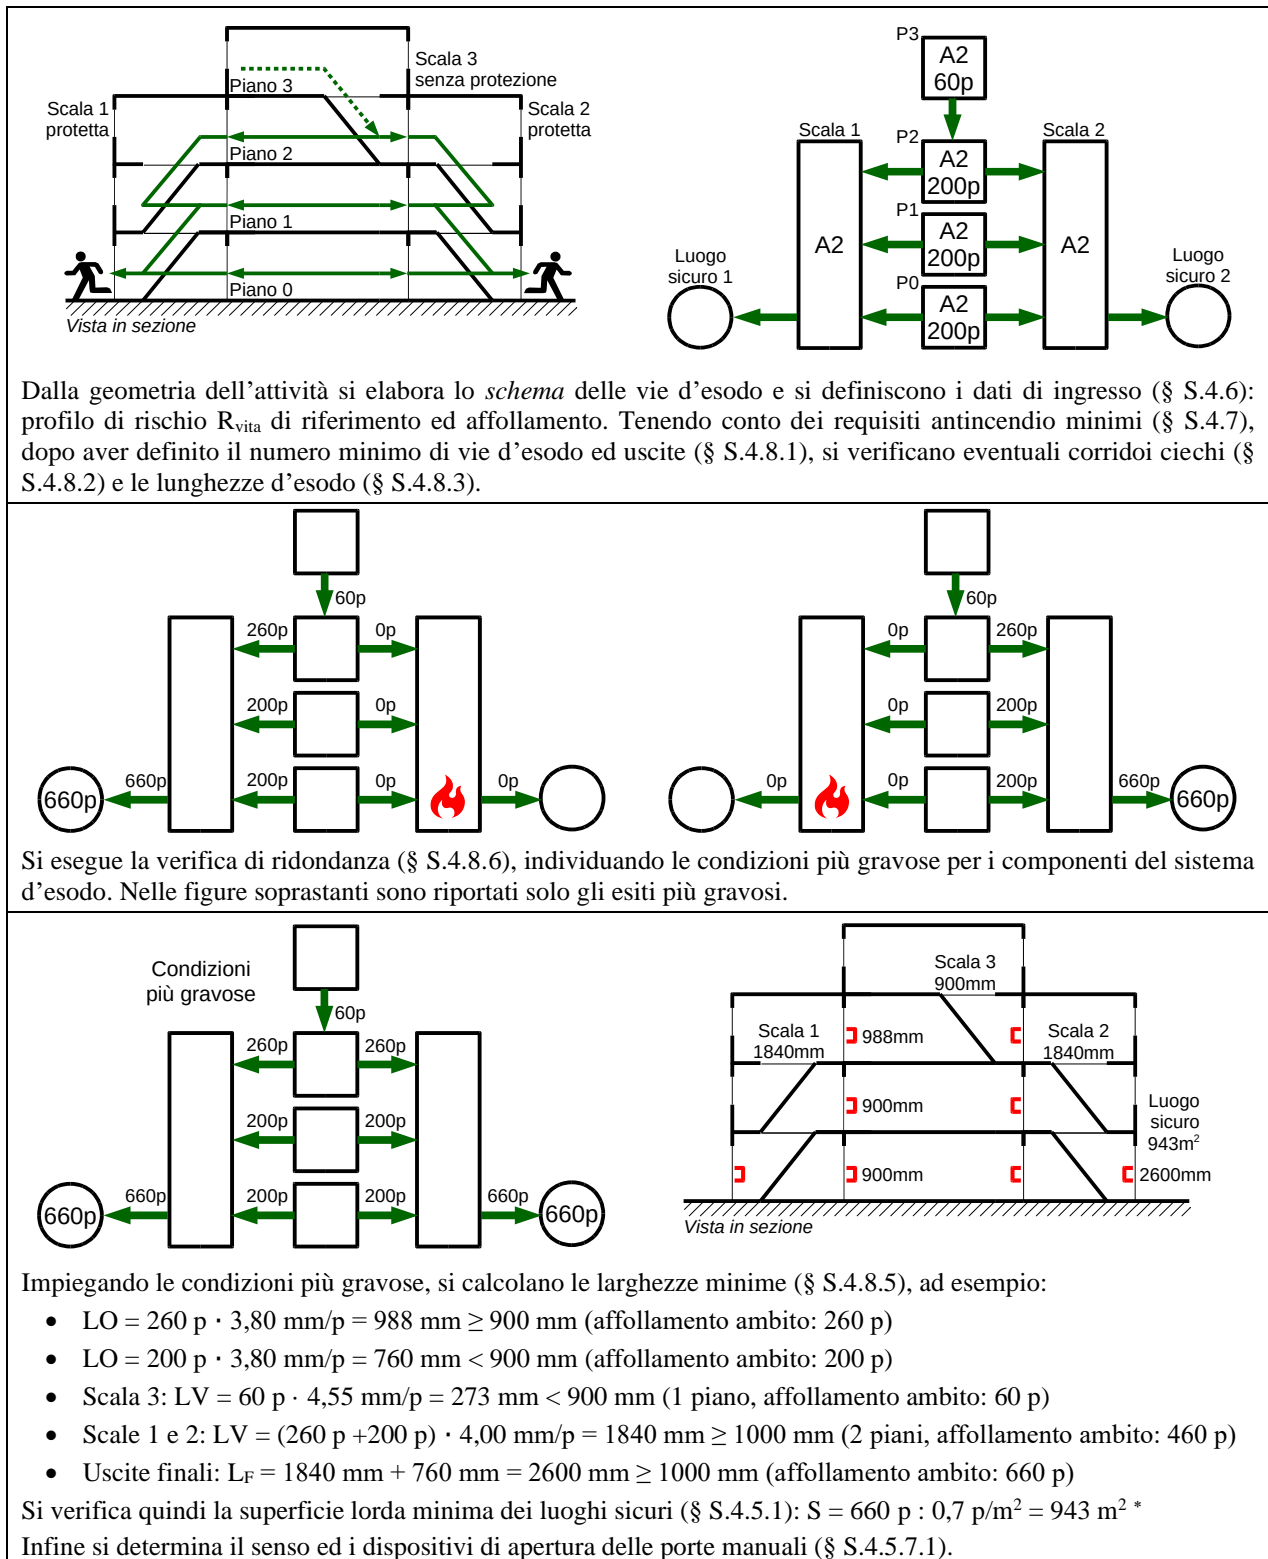 Scala 3
senza protezione
Piano 3
Scala 1
protetta
Scala 2
protetta
Piano 2
Piano 1
Piano 0
Vista in sezione
P3
A2
60p
Scala 1
Scala 2
P2
A2
200p
P1
A2
200p
A2
A2
Luogo
sicuro 1
Luogo
sicuro 2
P0
A2
200p
Dalla geometria dell'attività si elabora lo schema delle vie d'esodo e si definiscono i dati di ingresso (§ S.4.6):
profilo di rischio Rvita di riferimento ed affollamento. Tenendo conto dei requisiti antincendio minimi (§ S.4.7),
dopo aver definito il numero minimo di vie d'esodo ed uscite (§ S.4.8.1), si verificano eventuali corridoi ciechi (§
S.4.8.2) e le lunghezze d'esodo (§ S.4.8.3).
60p
260p
0p
200p
0p
660p
660p
200p
0p
0p
60p
0p
260p
0p
200p
0p
0p
200p
660p
660p
Si esegue la verifica di ridondanza (§ S.4.8.6), individuando le condizioni più gravose per i componenti del sistema
d'esodo. Nelle figure soprastanti sono riportati solo gli esiti più gravosi.
Condizioni
più gravose
60p
260p
260p
200p
200p
660p
660p
200p
200p
660p
660p
Scala 3
900mm
Scala 1
1840mm
988mm
Scala 2
1840mm
900mm
Luogo
sicuro
943m²
900mm
2600mm
Vista in sezione
Impiegando le condizioni più gravose, si calcolano le larghezze minime (§ S.4.8.5), ad esempio:
• LO = 260 p · 3,80 mm/p = 988 mm ≥ 900 mm (affollamento ambito: 260 p)
• LO = 200 p · 3,80 mm/p = 760 mm < 900 mm (affollamento ambito: 200 p)
• Scala 3: LV = 60 p · 4,55 mm/p = 273 mm < 900 mm (1 piano, affollamento ambito: 60 p)
• Scale 1 e 2: LV = (260 p +200 p) · 4,00 mm/p = 1840 mm ≥ 1000 mm (2 piani, affollamento ambito: 460 p)
• Uscite finali: LF = 1840 mm + 760 mm = 2600 mm ≥ 1000 mm (affollamento ambito: 660 p)
Si verifica quindi la superficie lorda minima dei luoghi sicuri (§ S.4.5.1): S = 660 p : 0,7 p/m² = 943 m² *
Infine si determina il senso ed i dispositivi di apertura delle porte manuali (§ S.4.5.7.1).